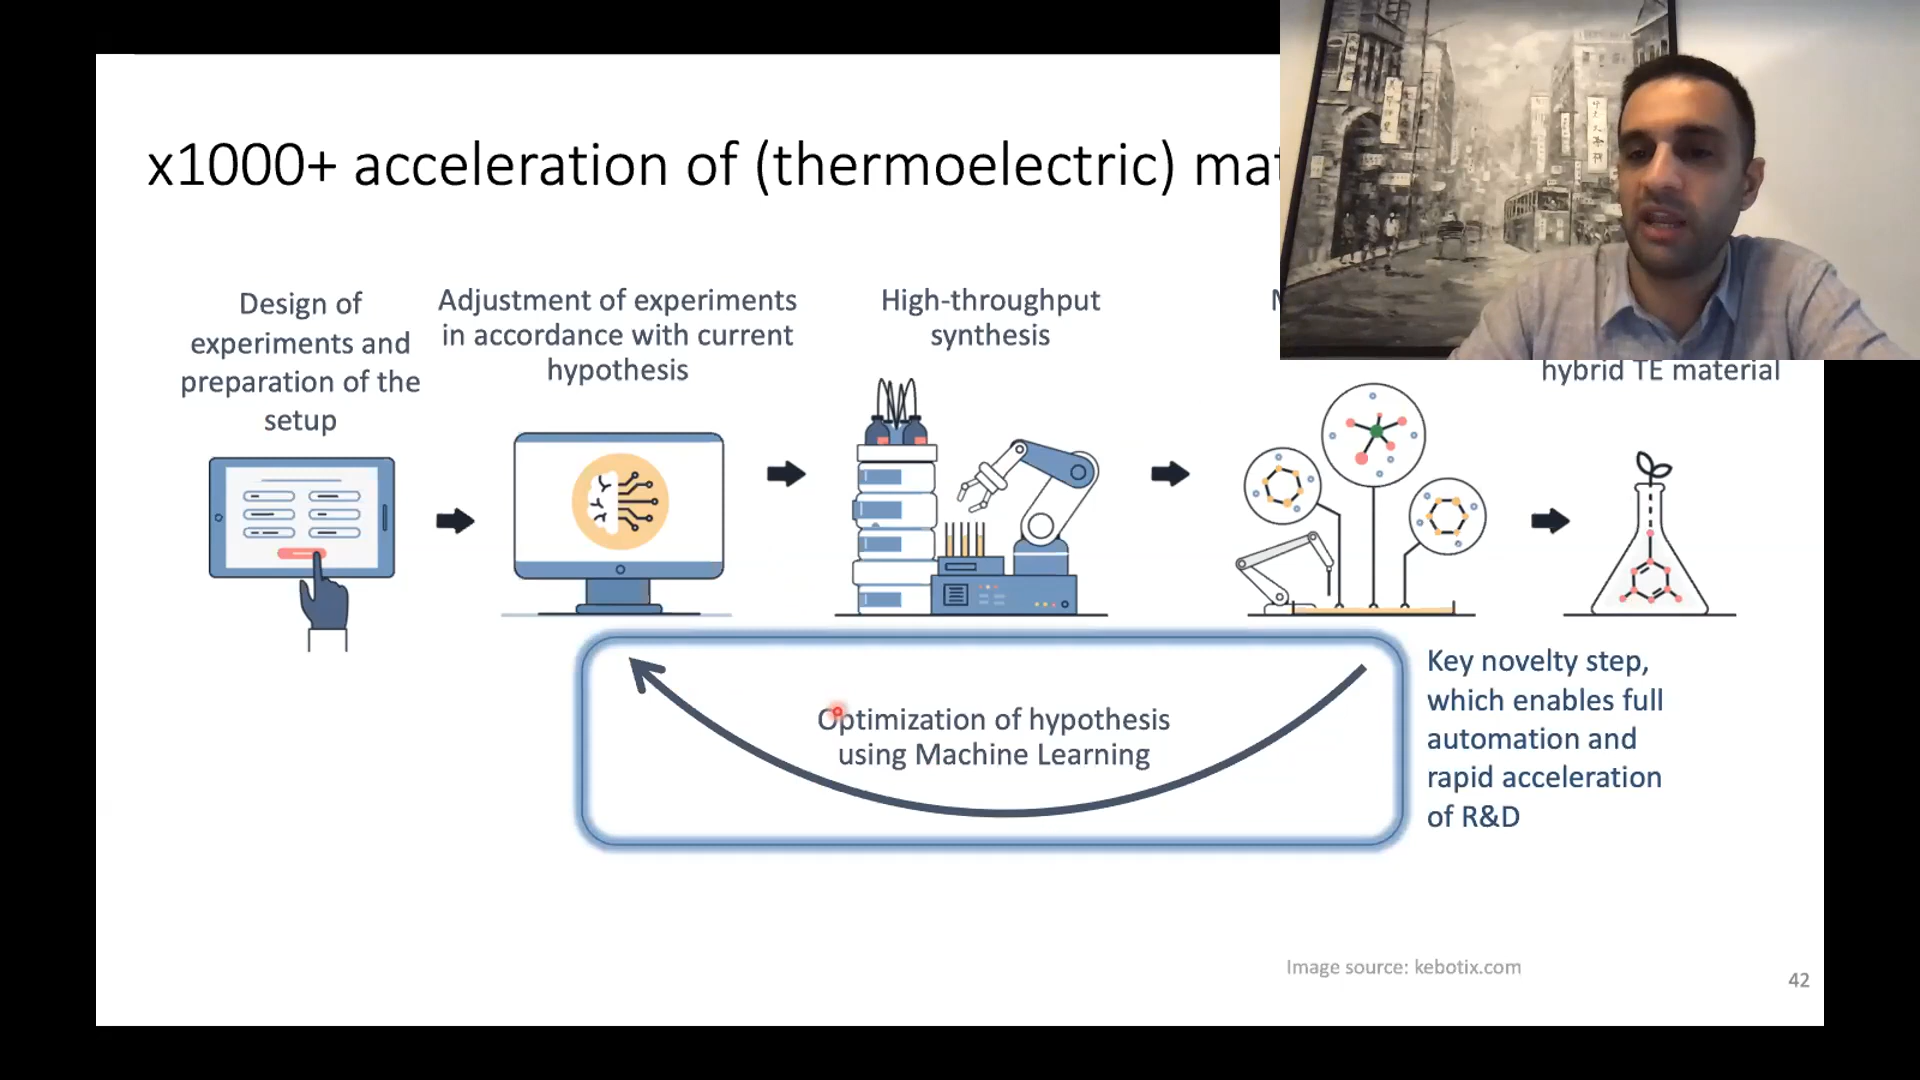 x1000+ acceleration of (thermoelectric)
Design of
experiments and
preparation of the
setup
Adjustment of experiments
in accordance with current
hypothesis
High-throughput
synthesis
hybrid TE material
Optimization of hypothesis
using Machine Learning
Key novelty step,
which enables full
automation and
rapid acceleration
of R&D
Image source: kebotix.com
42